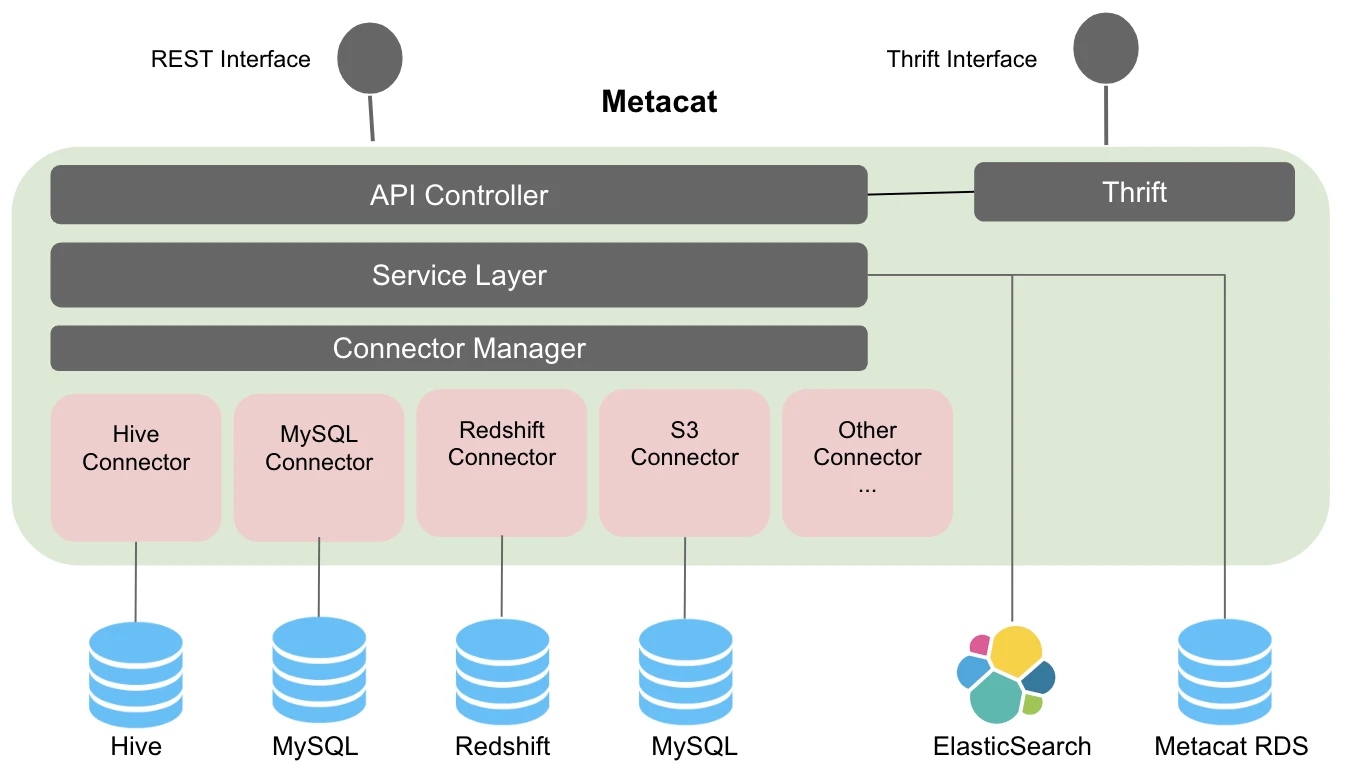 REST Interface
Thrift Interface
Metacat
API Controller
Thrift
Service Layer
Connector Manager
Hive
Connector
MySQL
Connector
Redshift
Connector
S3
Connector
Other
Connector
...
Hive
MySQL
Redshift
MySQL
ElasticSearch
Metacat RDS